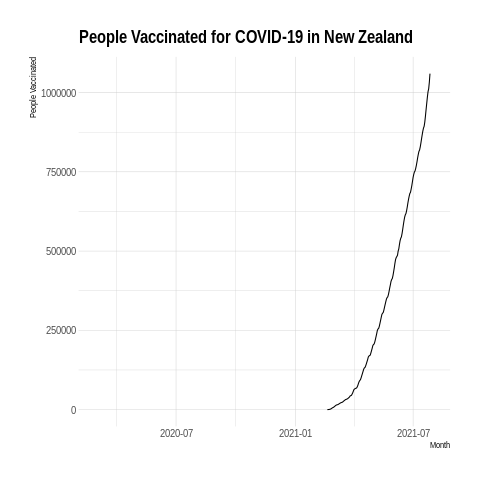 People Vaccinated for COVID-19 in New Zealand
People Vaccinated
1000000
750000
500000
250000
0
2020-07 2021-01 2021-07
Month